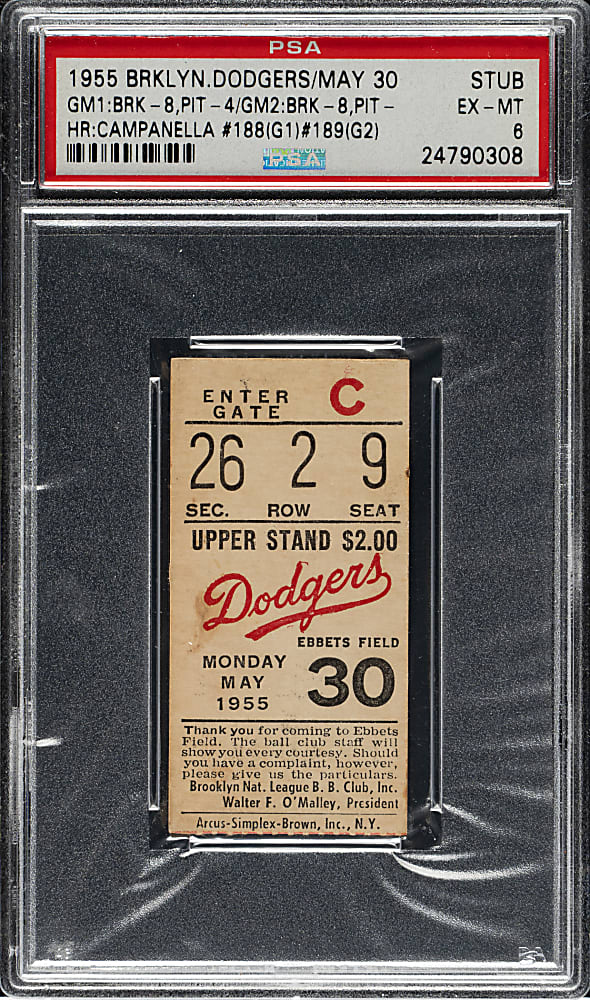 PSA
1955 BRKLYN.DODGERS/MAY 30 STUB
GM1:BRK-8,PIT-4/GM2:BRK-8,PIT- EX-MT
HR:CAMPANELLA #188(G1)#189(G2) 6
PSA 24790308
ENTER GATE C
26 2 9
SEC. ROW SEAT
UPPER STAND $2.00
Dodgers
EBBETS FIELD
MONDAY
MAY 30
1955
Thank you for coming to Ebbets
Field. The ball club staff will
show you every courtesy. Should
you have a complaint, however,
please give us the particulars.
Brooklyn Nat. League B. B. Club, Inc.
Walter F. O'Malley, President
Arcus-Simplex-Brown, Inc., N.Y.